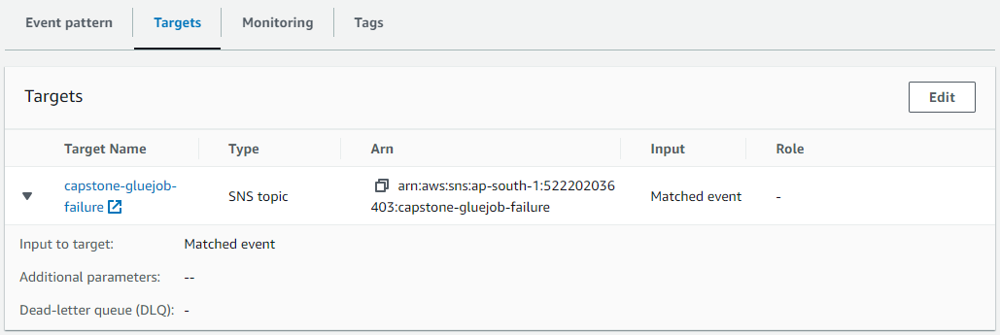 Event pattern Targets Monitoring Tags
Targets Edit
Target Name Type Arn Input Role
capstone-gluejob-failure SNS topic arn:aws:sns:ap-south-1:522202036403:capstone-gluejob-failure Matched event -
Input to target: Matched event
Additional parameters: --
Dead-letter queue (DLQ): -